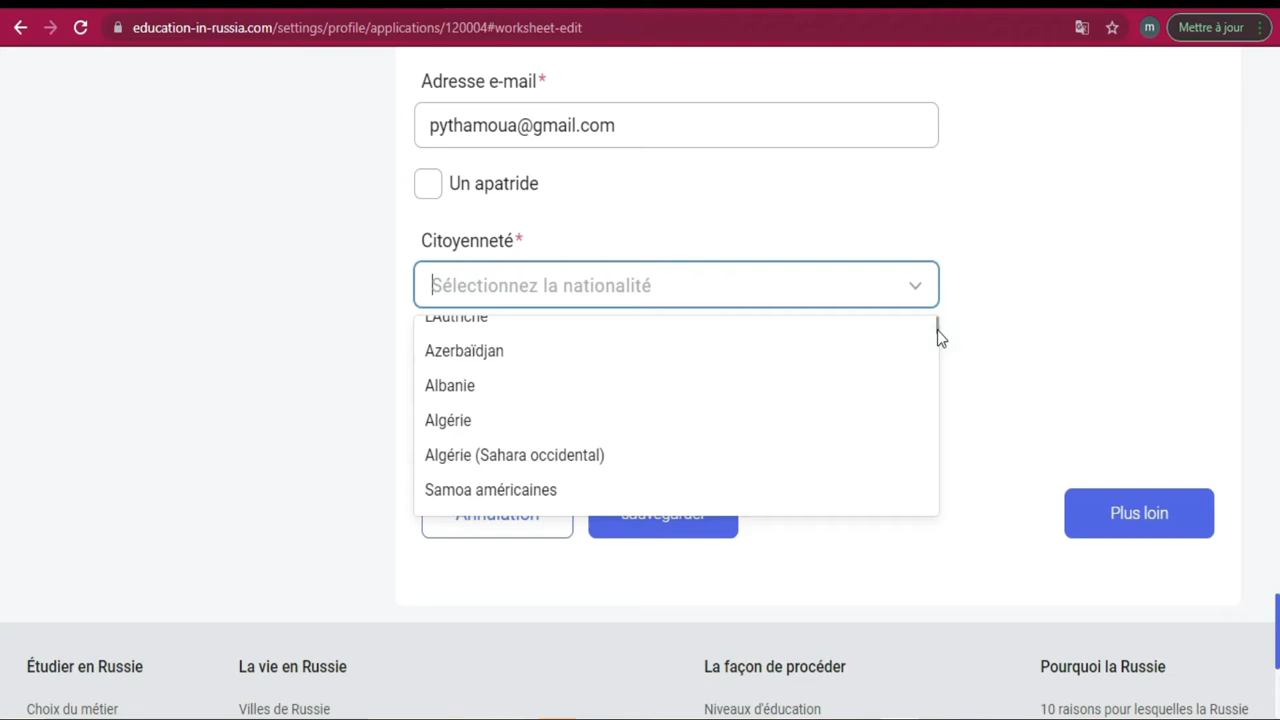 education-in-russia.com/settings/profile/applications/120004#worksheet-edit
m
Mettre à jour
Adresse e-mail*
pythamoua@gmail.com
Un apatride
Citoyenneté*
Sélectionnez la nationalité
L'Autriche
Azerbaïdjan
Albanie
Algérie
Algérie (Sahara occidental)
Samoa américaines
Annulation
sauvegarder
Plus loin
Étudier en Russie
La vie en Russie
La façon de procéder
Pourquoi la Russie
Choix du métier
Villes de Russie
Niveaux d'éducation
10 raisons pour lesquelles la Russie